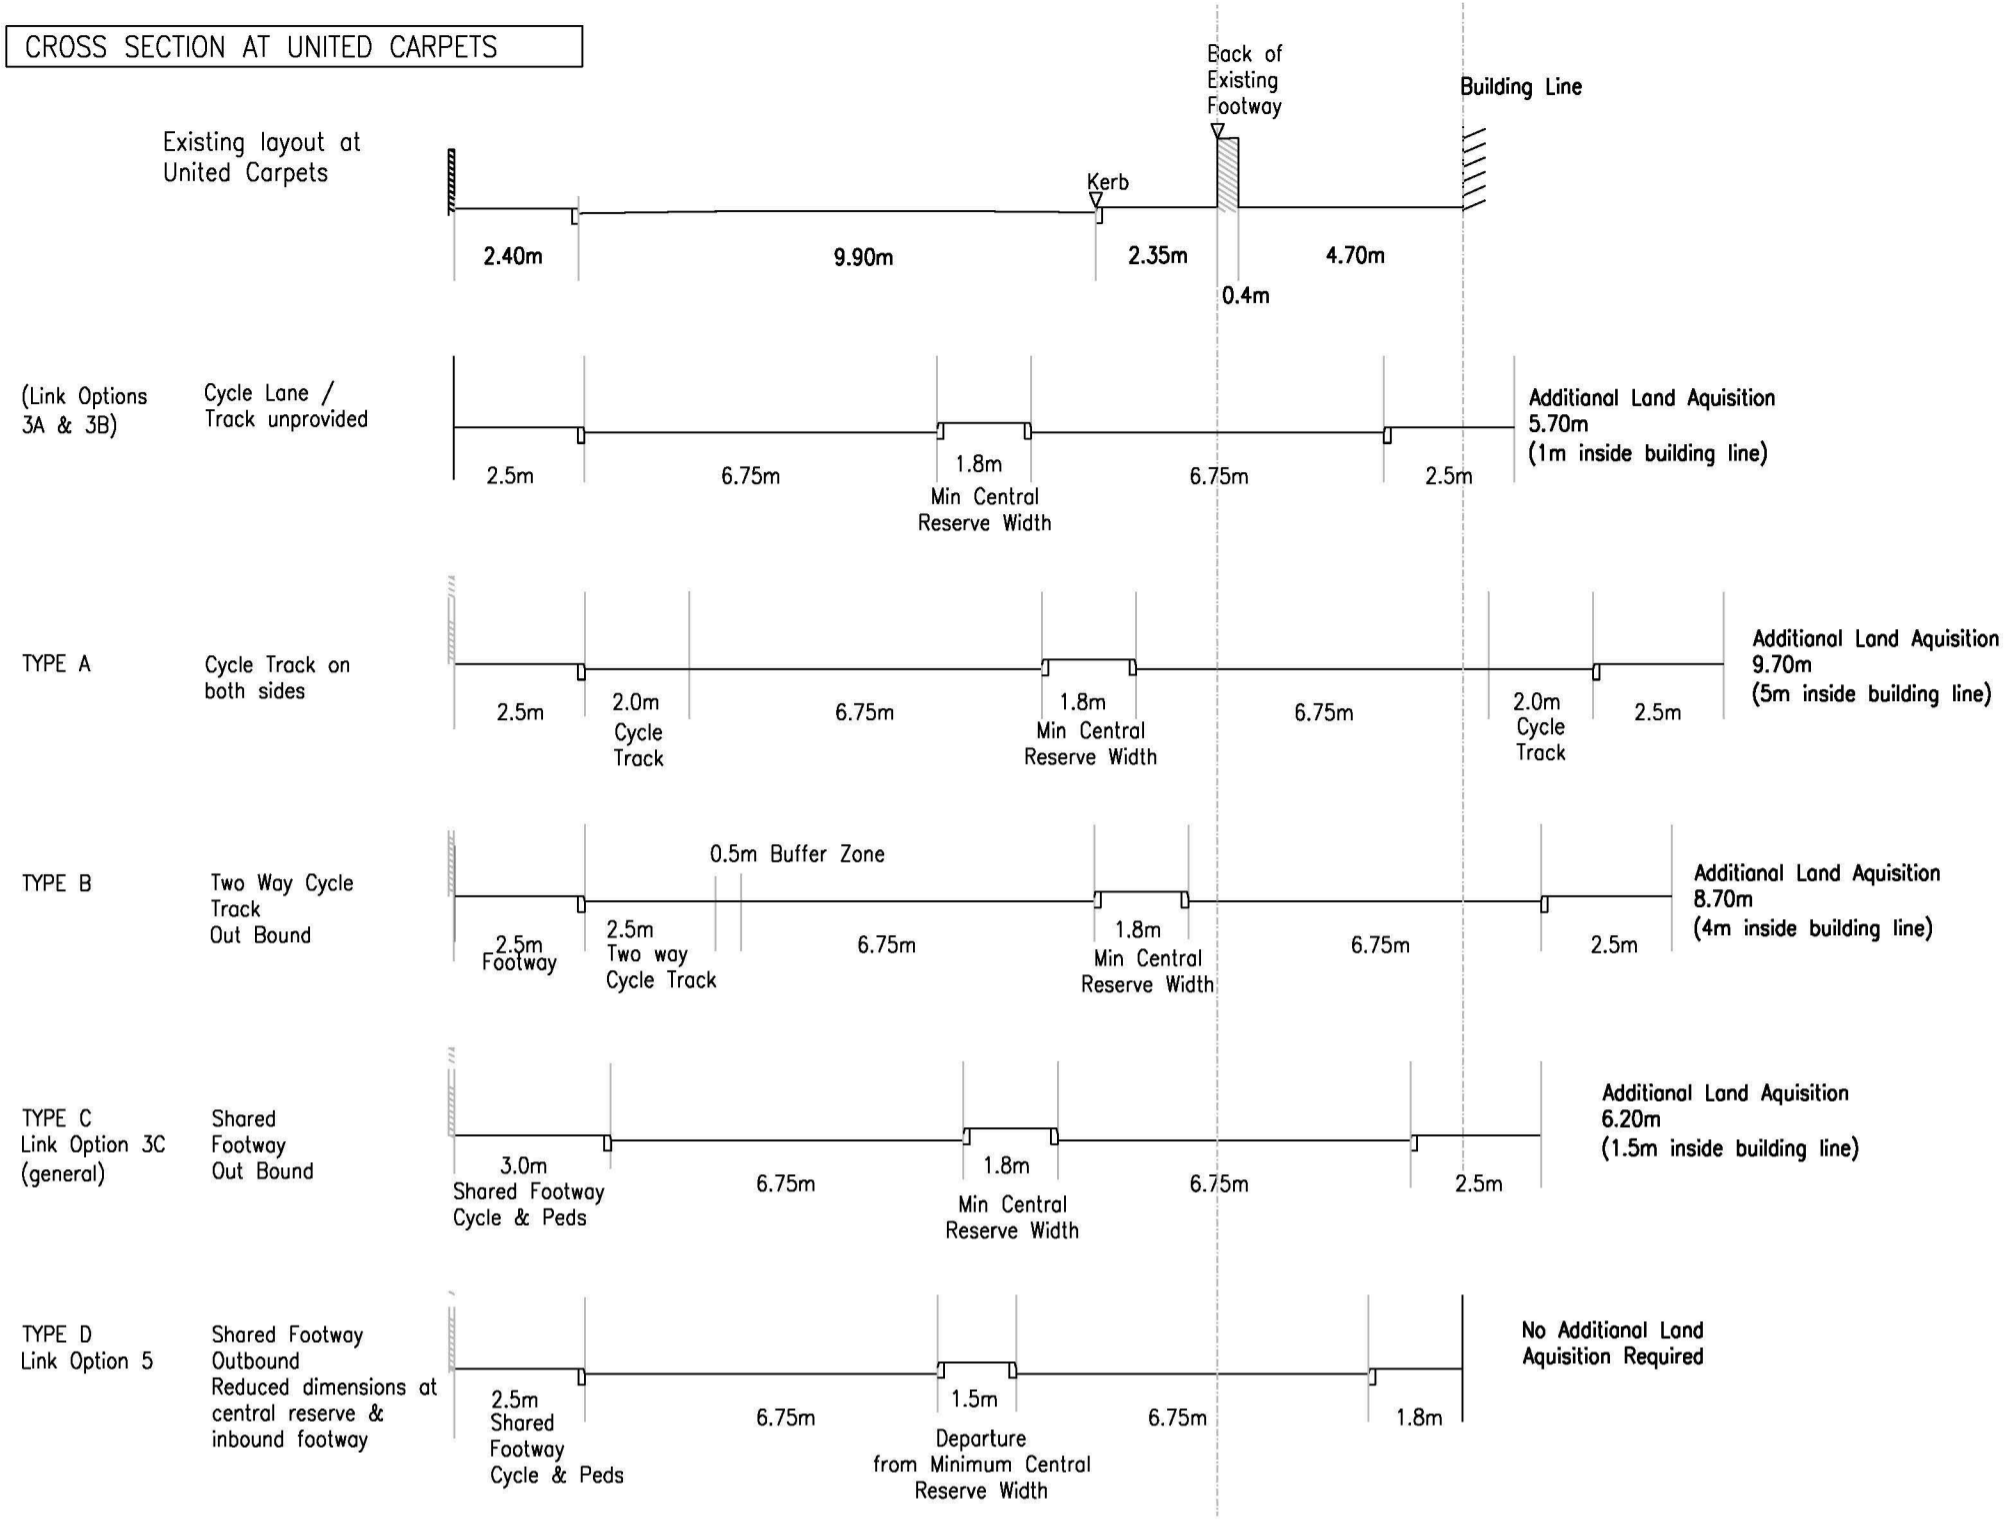 CROSS SECTION AT UNITED CARPETS
Back of
Existing
Footway
Building Line
Existing layout at
United Carpets
Kerb
2.40m
9.90m
2.35m
4.70m
0.4m
(Link Options
3A & 3B)
Cycle Lane /
Track unprovided
2.5m
6.75m
1.8m
Min Central
Reserve Width
6.75m
2.5m
Additional Land Aquisition
5.70m
(1m inside building line)
TYPE A
Cycle Track on
both sides
2.5m
2.0m
Cycle
Track
6.75m
1.8m
Min Central
Reserve Width
6.75m
2.0m
Cycle
Track
2.5m
Additional Land Aquisition
9.70m
(5m inside building line)
TYPE B
Two Way Cycle
Track
Out Bound
2.5m
Footway
2.5m
Two way
Cycle Track
0.5m Buffer Zone
6.75m
1.8m
Min Central
Reserve Width
6.75m
2.5m
Additional Land Aquisition
8.70m
(4m inside building line)
TYPE C
Link Option 3C
(general)
Shared
Footway
Out Bound
3.0m
Shared Footway
Cycle & Peds
6.75m
1.8m
Min Central
Reserve Width
6.75m
2.5m
Additional Land Aquisition
6.20m
(1.5m inside building line)
TYPE D
Link Option 5
Shared Footway
Outbound
Reduced dimensions at
central reserve &
inbound footway
2.5m
Shared
Footway
Cycle & Peds
6.75m
1.5m
Departure
from Minimum Central
Reserve Width
6.75m
1.8m
No Additional Land
Aquisition Required